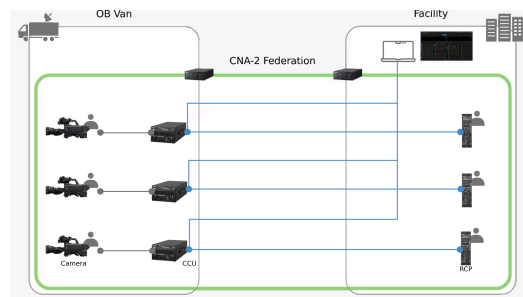 OB Van
Facility
CNA-2 Federation
Camera
CCU
RCP